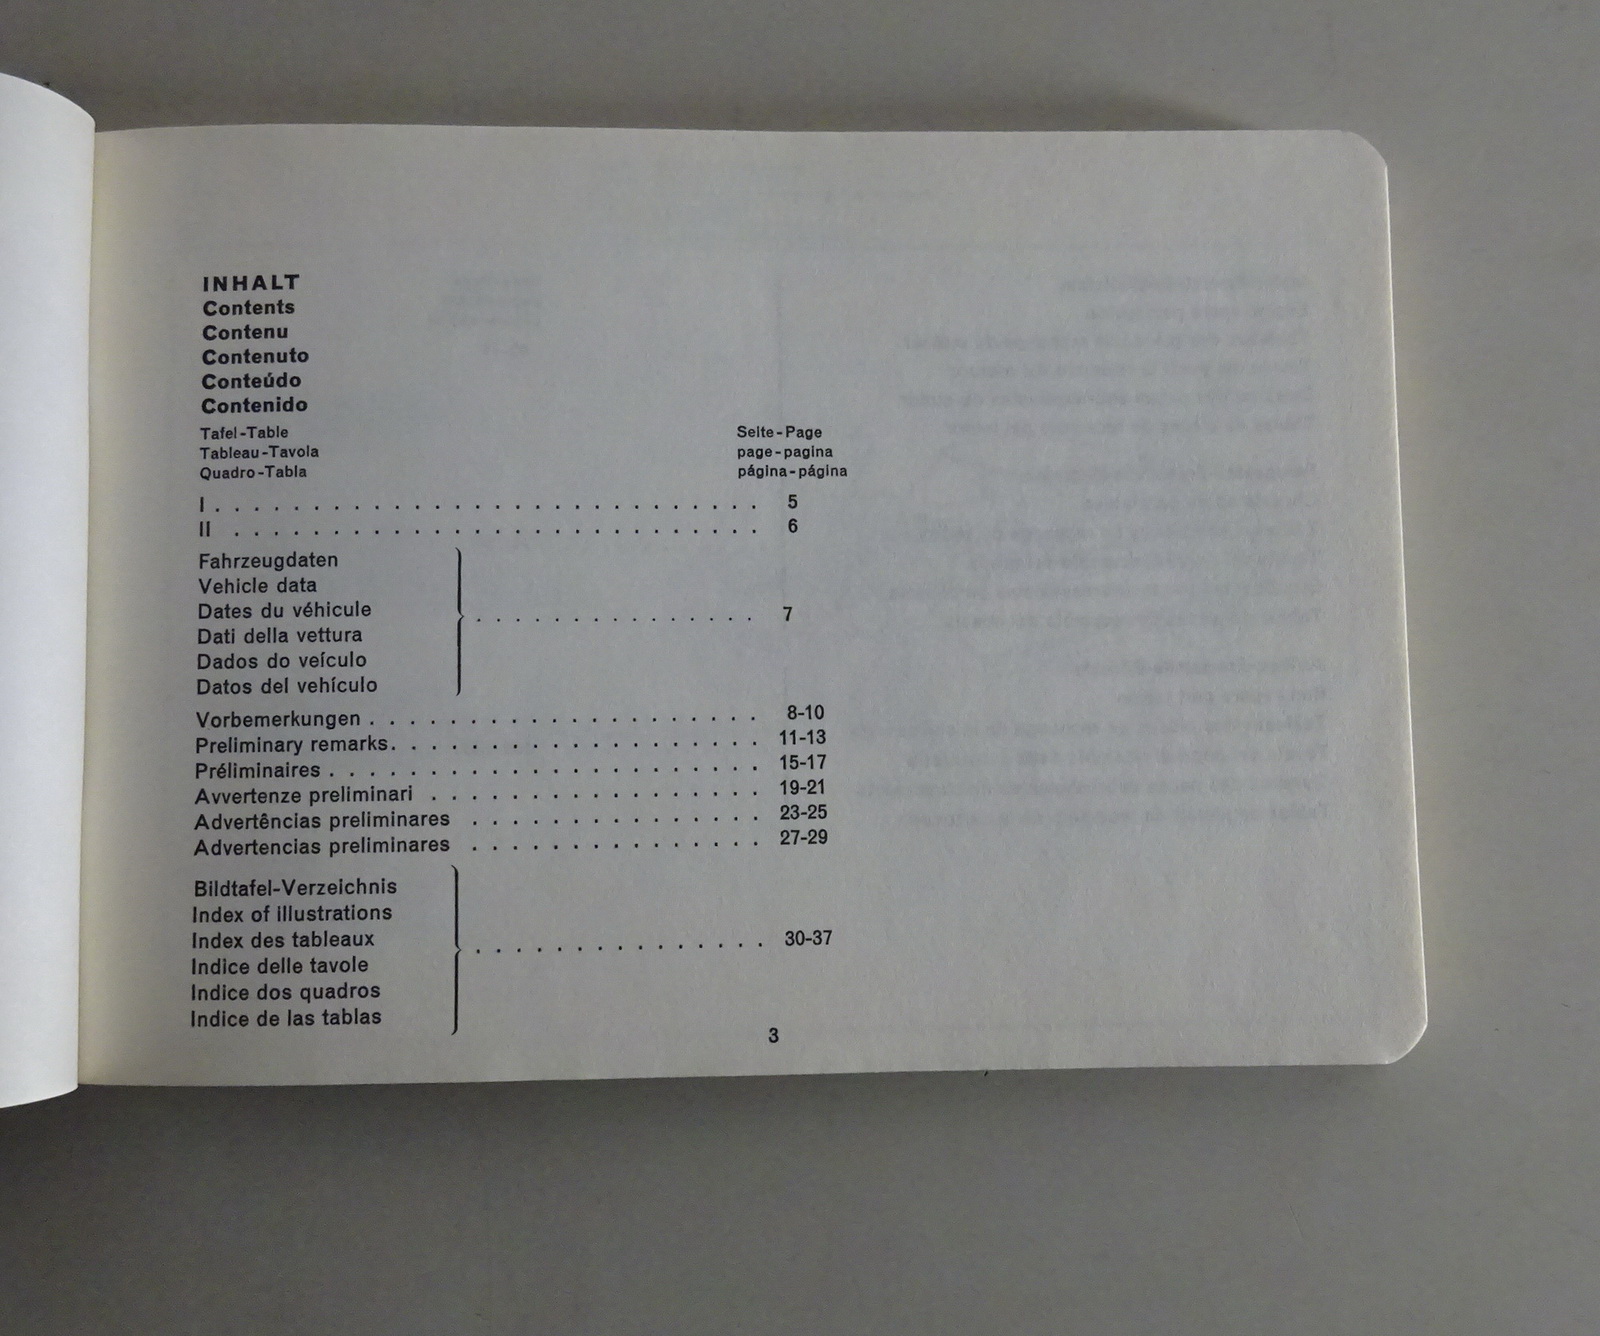 INHALT
Contents
Contenu
Contenuto
Conteúdo
Contenido
Tafel-Table Seite-Page
Tableau-Tavola page-pagina
Quadro-Tabla página-página
I . . . . . . . . . . . . . . . . . . . . . . . . . . . . 5
II . . . . . . . . . . . . . . . . . . . . . . . . . . . 6
Fahrzeugdaten
Vehicle data
Dates du véhicule . . . . . . . . . . . . . . . 7
Dati della vettura
Dados do veículo
Datos del vehículo
Vorbemerkungen . . . . . . . . . . . . . . . . . . . . 8-10
Preliminary remarks . . . . . . . . . . . . . . . . . . . 11-13
Préliminaires . . . . . . . . . . . . . . . . . . . . . . 15-17
Avvertenze preliminari . . . . . . . . . . . . . . . . . 19-21
Advertências preliminares . . . . . . . . . . . . . . . 23-25
Advertencias preliminares . . . . . . . . . . . . . . . 27-29
Bildtafel-Verzeichnis
Index of illustrations
Index des tableaux . . . . . . . . . . . . . . . 30-37
Indice delle tavole
Indice dos quadros
Indice de las tablas
3